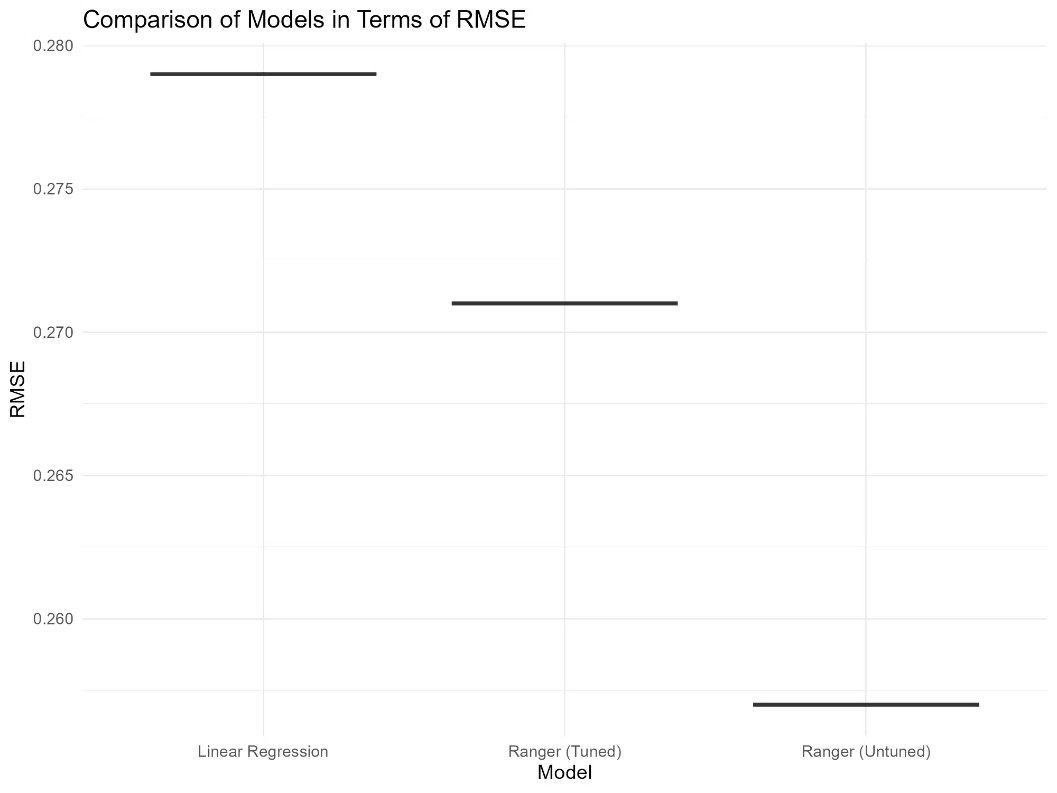 Comparison of Models in Terms of RMSE
0.280
0.275
0.270
0.265
0.260
RMSE
Linear Regression
Ranger (Tuned)
Ranger (Untuned)
Model